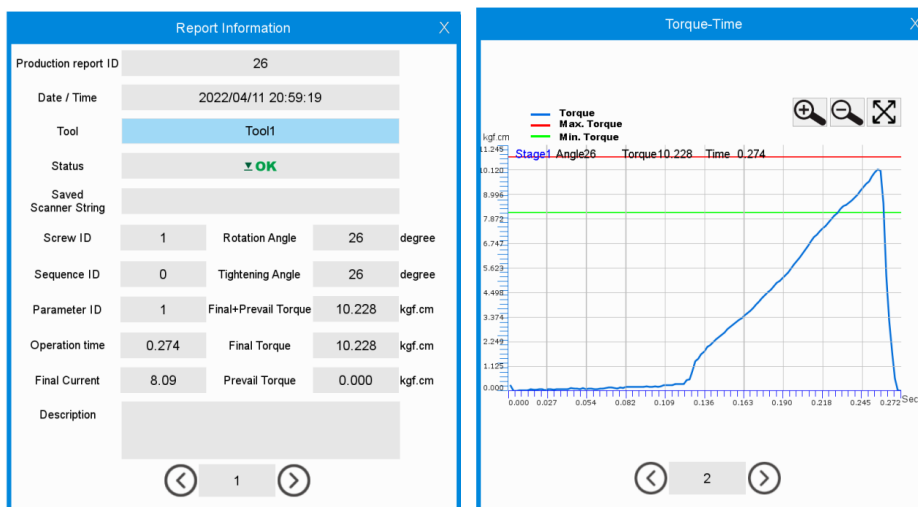 Report Information X
Production report ID 26
Date / Time 2022/04/11 20:59:19
Tool Tool1
Status OK
Saved
Scanner String
Screw ID 1 Rotation Angle 26 degree
Sequence ID 0 Tightening Angle 26 degree
Parameter ID 1 Final+Prevail Torque 10.228 kgf.cm
Operation time 0.274 Final Torque 10.228 kgf.cm
Final Current 8.09 Prevail Torque 0.000 kgf.cm
Description
1
Torque-Time X
Torque
Max. Torque
Min. Torque
kgf.cm
11.245
Stage1 Angle26 Torque10.228 Time 0.274
10.120
8.996
7.872
6.747
5.623
4.498
3.374
2.249
1.125
0.000
0.000 0.027 0.054 0.082 0.109 0.136 0.163 0.190 0.218 0.245 0.272 Sec
2